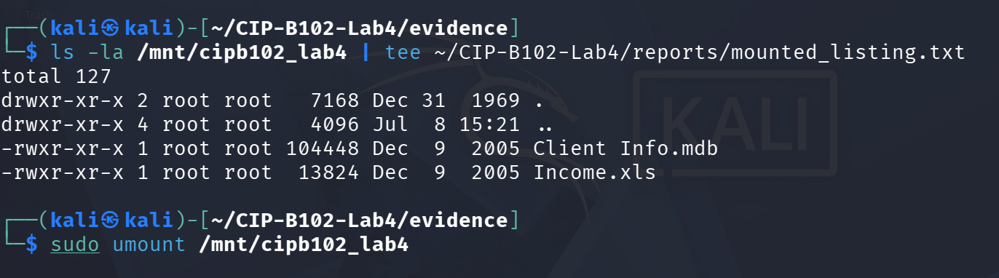 Trash
┌──(kali㉿kali)-[~/CIP-B102-Lab4/evidence]
└─$ ls -la /mnt/cipb102_lab4 | tee ~/CIP-B102-Lab4/reports/mounted_listing.txt
total 127
drwxr-xr-x 2 root root   7168 Dec 31  1969 .
drwxr-xr-x 4 root root   4096 Jul  8 15:21 ..
-rwxr-xr-x 1 root root 104448 Dec  9  2005 Client Info.mdb
-rwxr-xr-x 1 root root  13824 Dec  9  2005 Income.xls
KALI
┌──(kali㉿kali)-[~/CIP-B102-Lab4/evidence]
└─$ sudo umount /mnt/cipb102_lab4